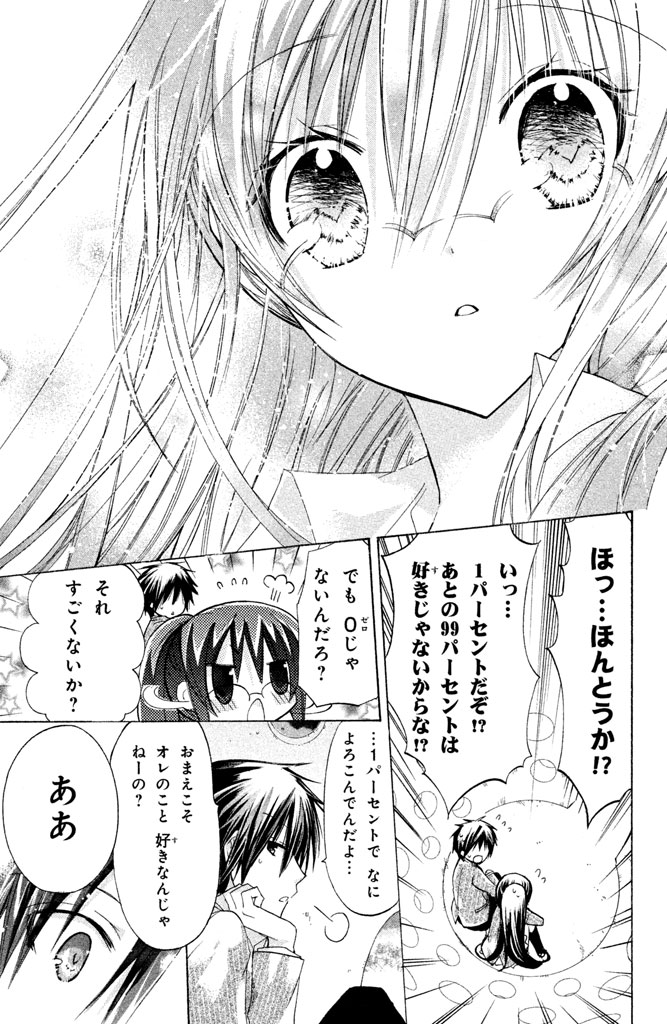 ほっ…ほんとうか!?
いっ…
1パーセントだぞ!?
あとの99パーセントは
好きじゃないからな!?
でも0じゃ
ないんだろ?
それ
すごくないか?
…1パーセントで なに
よろこんでんだよ…
おまえこそ
オレのこと 好きなんじゃ
ねーの?
ああ